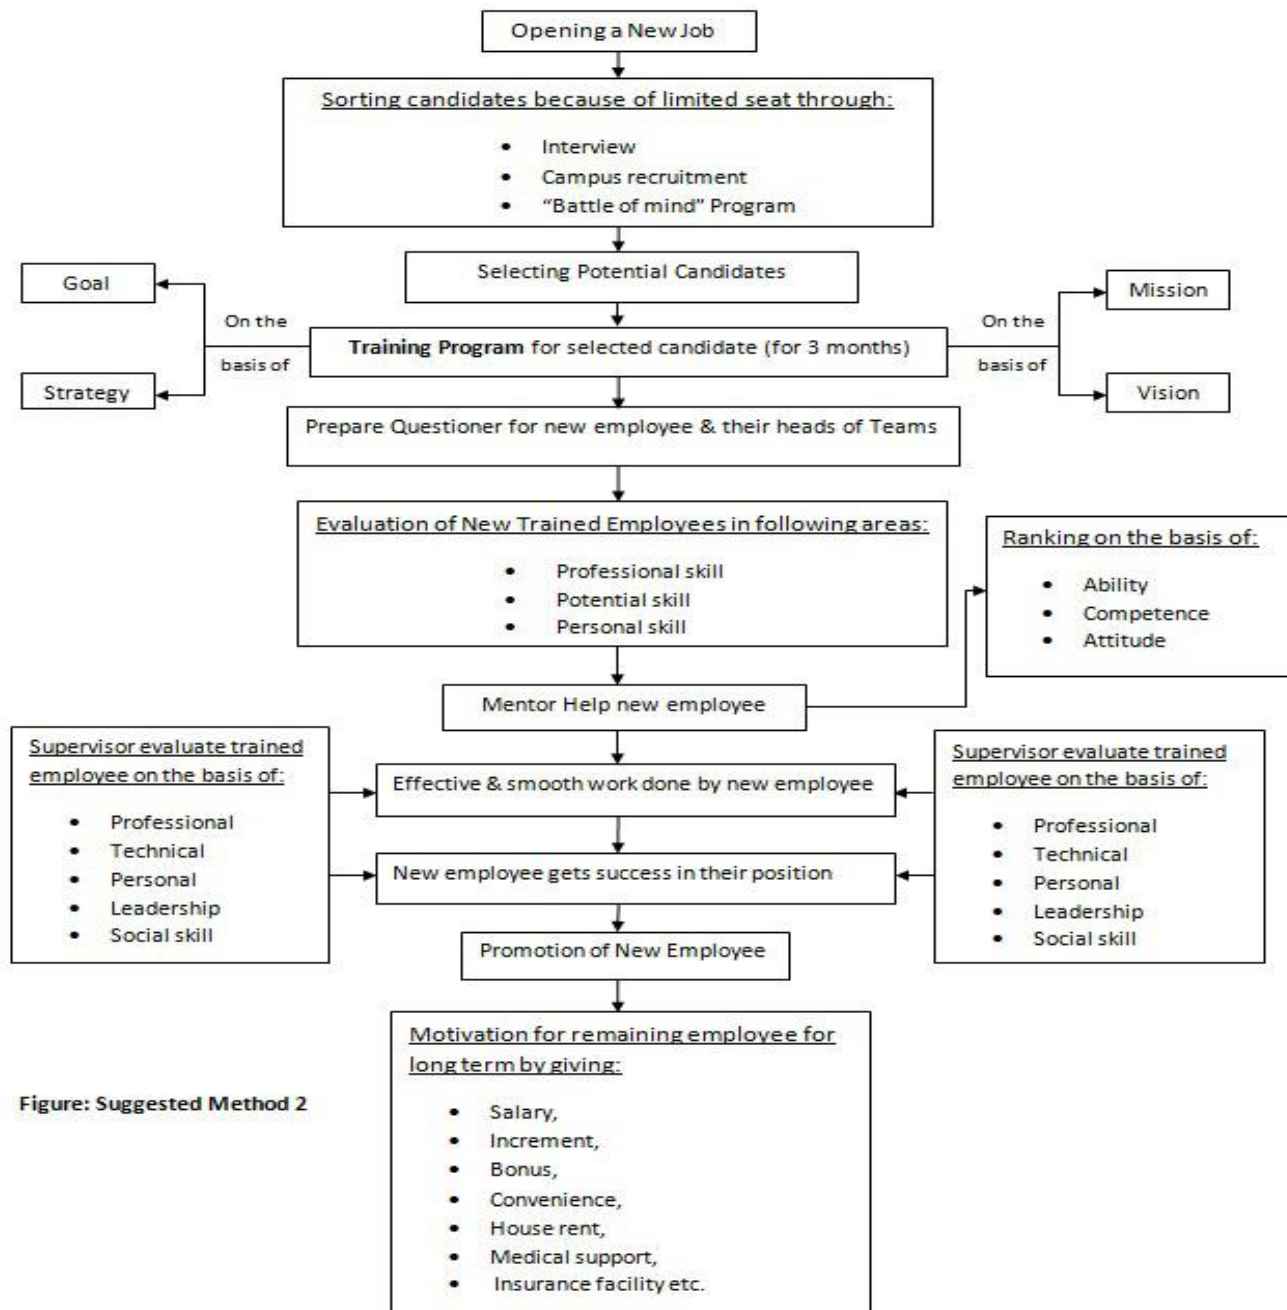 Opening a New Job
Sorting candidates because of limited seat through:
• Interview
• Campus recruitment
• “Battle of mind” Program
Selecting Potential Candidates
Goal
Strategy
On the
basis of
Training Program for selected candidate (for 3 months)
On the
basis of
Mission
Vision
Prepare Questioner for new employee & their heads of Teams
Evaluation of New Trained Employees in following areas:
• Professional skill
• Potential skill
• Personal skill
Ranking on the basis of:
• Ability
• Competence
• Attitude
Mentor Help new employee
Supervisor evaluate trained
employee on the basis of:
• Professional
• Technical
• Personal
• Leadership
• Social skill
Effective & smooth work done by new employee
New employee gets success in their position
Supervisor evaluate trained
employee on the basis of:
• Professional
• Technical
• Personal
• Leadership
• Social skill
Promotion of New Employee
Motivation for remaining employee for
long term by giving:
• Salary,
• Increment,
• Bonus,
• Convenience,
• House rent,
• Medical support,
• Insurance facility etc.
Figure: Suggested Method 2